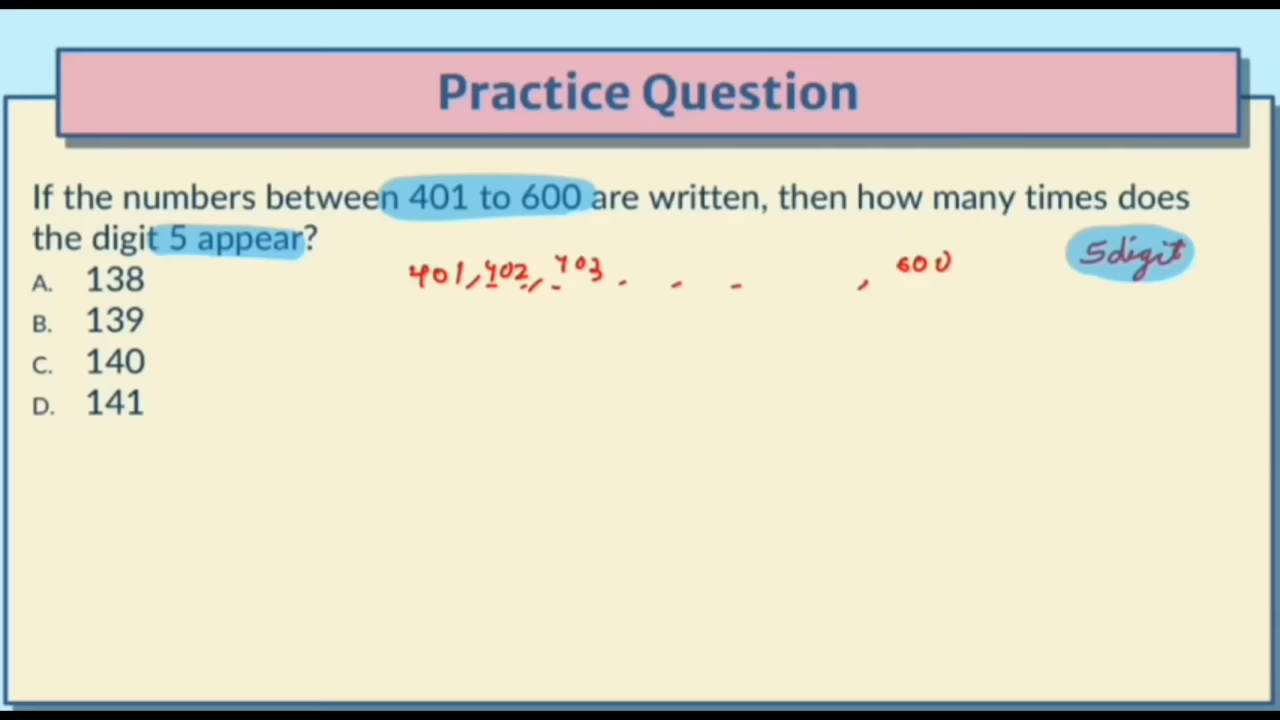 Practice Question
If the numbers between 401 to 600 are written, then how many times does
the digit 5 appear?
5digit
401, 402, 403 . . . , 600
A. 138
B. 139
C. 140
D. 141